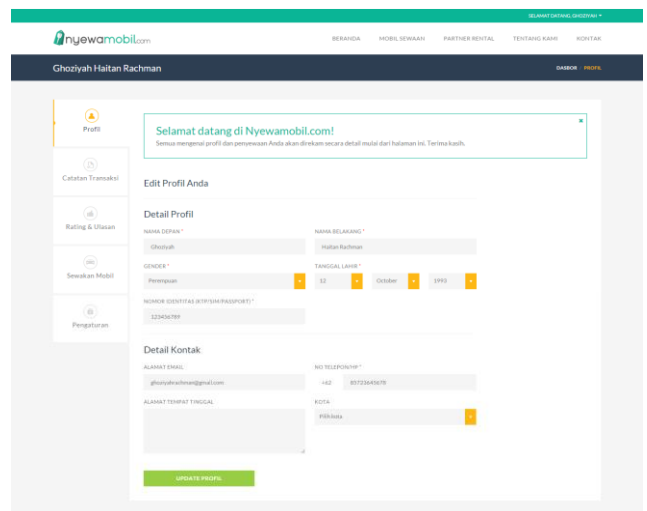 SELAMAT DATANG, GHOZIYAH
nyewamobil.com
BERANDA MOBIL SEWAAN PARTNER RENTAL TENTANG KAMI KONTAK
Ghoziyah Haitan Rachman
DASBOR PROFIL
Profil
Selamat datang di Nyewamobil.com!
Semua mengenai profil dan penyewaan Anda akan direkam secara detail mulai dari halaman ini. Terima kasih.
Catatan Transaksi
Edit Profil Anda
Rating & Ulasan
Detail Profil
NAMA DEPAN * NAMA BELAKANG *
Ghoziyah Haitan Rachman
Sewakan Mobil
GENDER * TANGGAL LAHIR *
Perempuan 12 October 1993
NOMOR IDENTITAS (KTP/SIM/PASSPORT) *
123456789
Pengaturan
Detail Kontak
ALAMAT EMAIL NO TELEPON/HP *
ghoziyahrachman@gmail.com +62 85723645678
ALAMAT TEMPAT TINGGAL KOTA
Pilih kota
UPDATE PROFIL